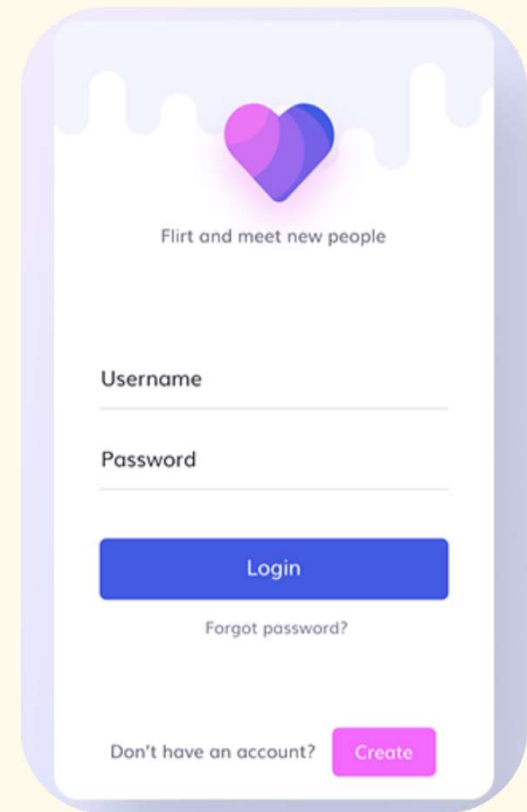 Flirt and meet new people
Username
Password
Login
Forgot password?
Don't have an account? Create